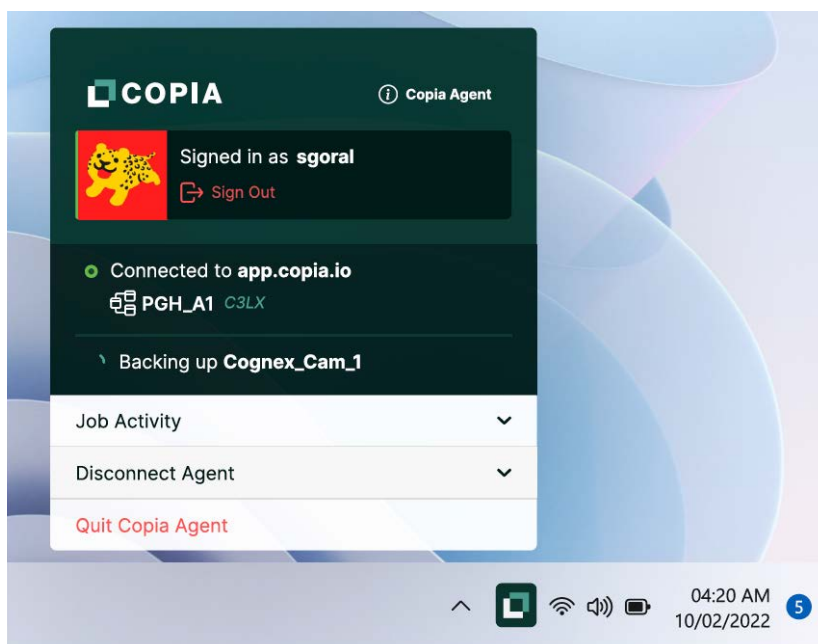 COPIA
Copia Agent
Signed in as sgoral
Sign Out
Connected to app.copia.io
PGH_A1 C3LX
Backing up Cognex_Cam_1
Job Activity
Disconnect Agent
Quit Copia Agent
04:20 AM
10/02/2022
5